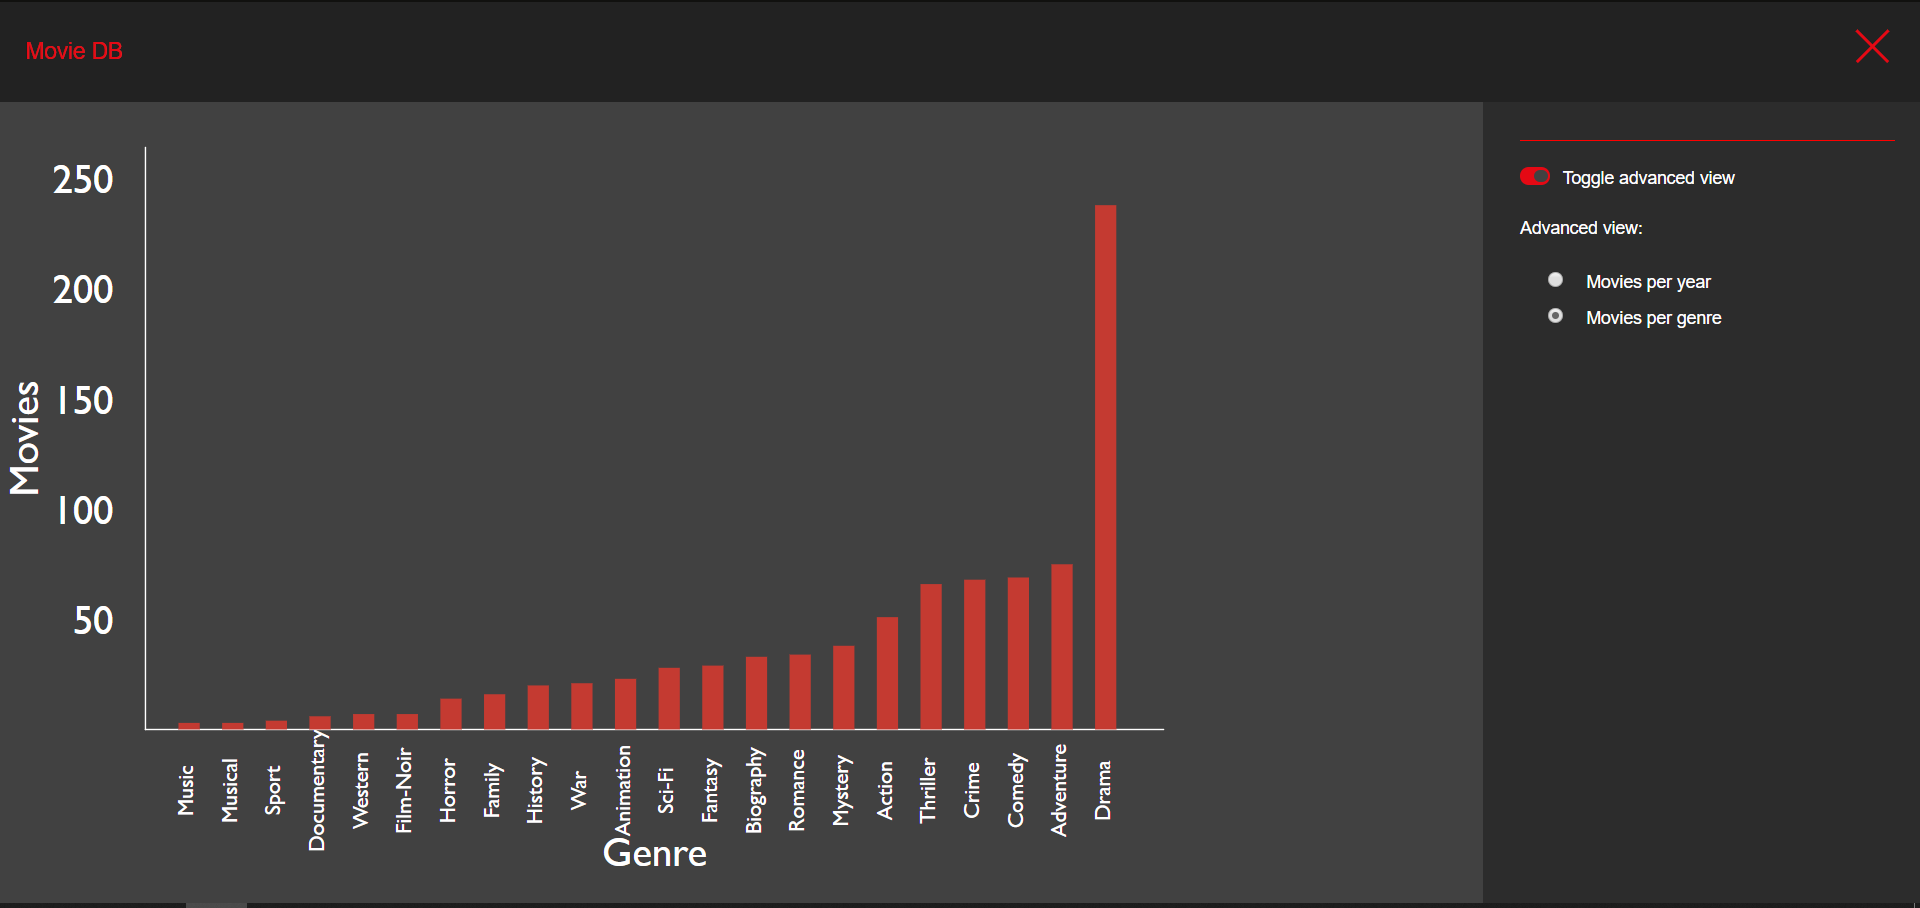 Movie DB
250
200
150
100
50
Movies
Music
Musical
Sport
Documentary
Western
Film-Noir
Horror
Family
History
War
Animation
Sci-Fi
Fantasy
Biography
Romance
Mystery
Action
Thriller
Crime
Comedy
Adventure
Drama
Genre
Toggle advanced view
Advanced view:
Movies per year
Movies per genre